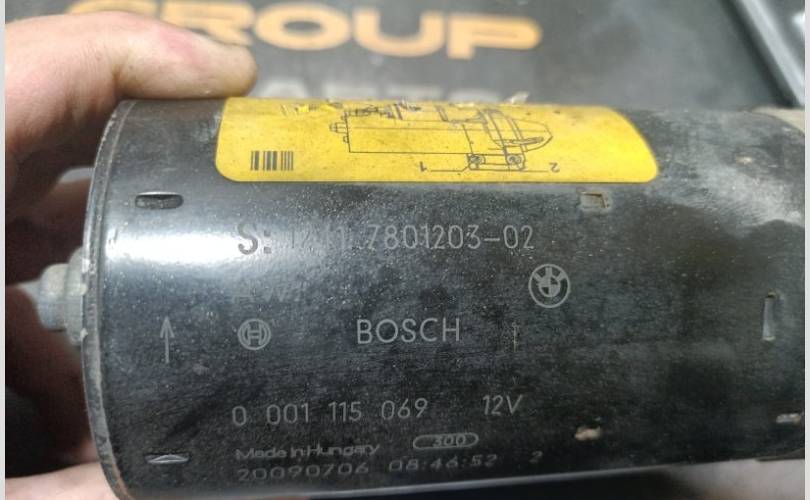 GROUP
1 2
S: 12.41 7801203-02
BMW
BOSCH
0 001 115 069 12V
Made in Hungary 300
20090706 08:46:52 2